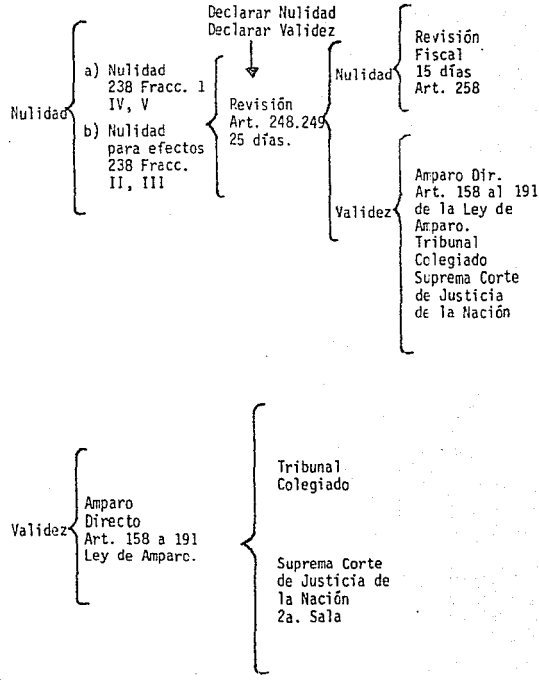 Declarar Nulidad
Declarar Validez
Nulidad
a) Nulidad
238 Fracc. 1
IV, V
b) Nulidad
para efectos
238 Fracc.
II, III
Revisión
Art. 248.249
25 días.
Nulidad
Revisión
Fiscal
15 días
Art. 258
Validez
Amparo Dir.
Art. 158 al 191
de la Ley de
Amparo.
Tribunal
Colegiado
Suprema Corte
de Justicia
de la Nación
Validez
Amparo
Directo
Art. 158 a 191
Ley de Amparo.
Tribunal
Colegiado
Suprema Corte
de Justicia de
la Nación
2a. Sala